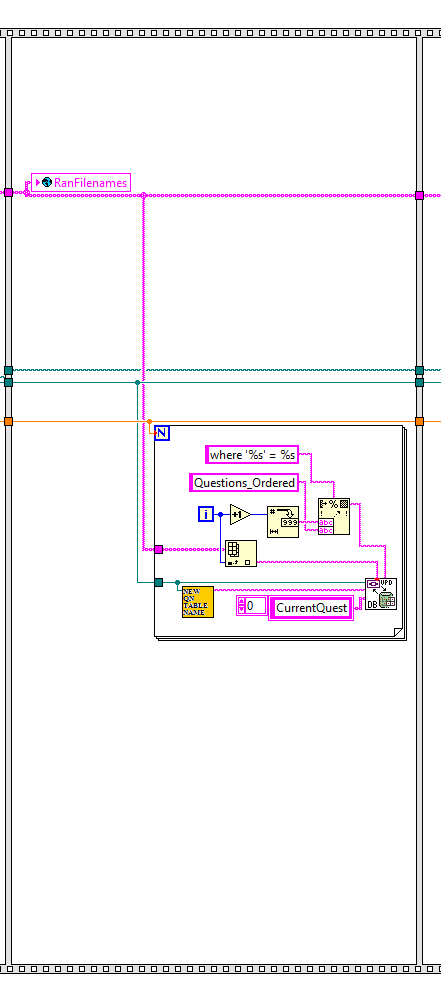 RanFilenames
N
where '%s' = %s
Questions_Ordered
i
+1
#
999
%
abc
abc
NEW
QN
TABLE
NAME
0
CurrentQuest
UPD
DB